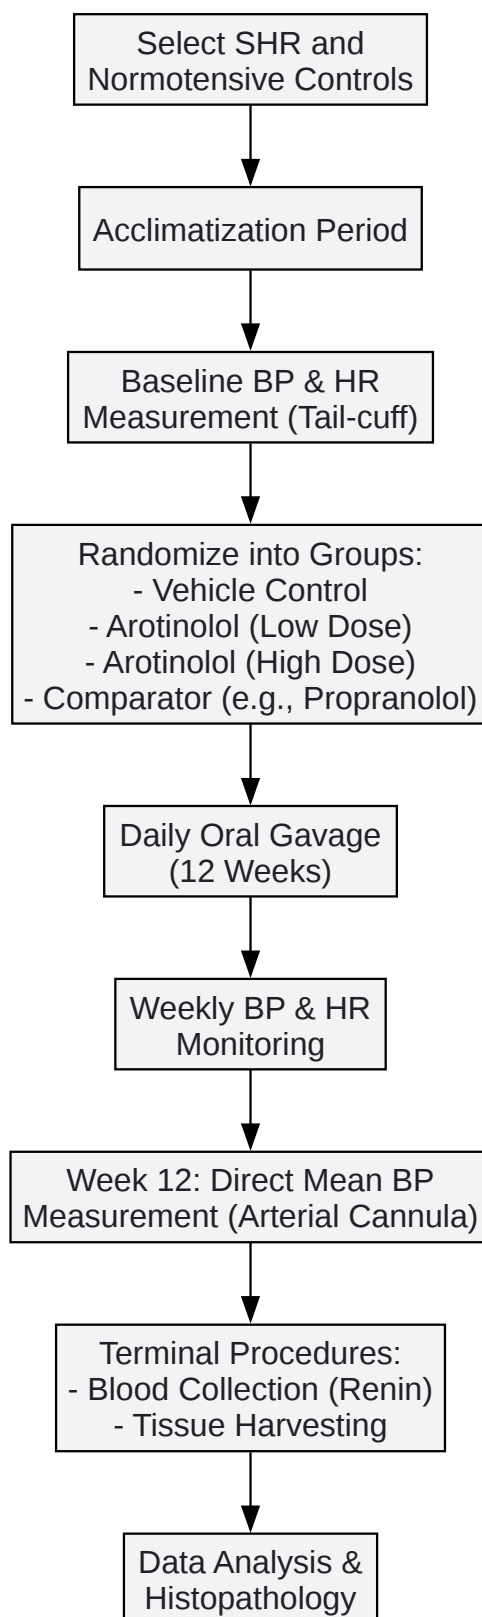 Select SHR and
Normotensive Controls
Acclimatization Period
Baseline BP & HR
Measurement (Tail-cuff)
Randomize into Groups:
- Vehicle Control
- Arotinolol (Low Dose)
- Arotinolol (High Dose)
- Comparator (e.g., Propranolol)
Daily Oral Gavage
(12 Weeks)
Weekly BP & HR
Monitoring
Week 12: Direct Mean BP
Measurement (Arterial Cannula)
Terminal Procedures:
- Blood Collection (Renin)
- Tissue Harvesting
Data Analysis &
Histopathology